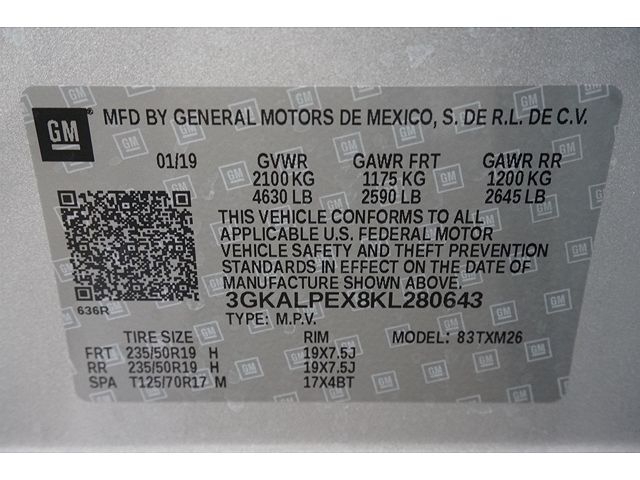 GM MFD BY GENERAL MOTORS DE MEXICO, S. DE R.L. DE C.V.
01/19 GVWR GAWR FRT GAWR RR
2100 KG 1175 KG 1200 KG
4630 LB 2590 LB 2645 LB
THIS VEHICLE CONFORMS TO ALL
APPLICABLE U.S. FEDERAL MOTOR
VEHICLE SAFETY AND THEFT PREVENTION
STANDARDS IN EFFECT ON THE DATE OF
MANUFACTURE SHOWN ABOVE.
3GKALPEX8KL280643
636R
TYPE: M.P.V.
TIRE SIZE RIM MODEL: 83TXM26
FRT 235/50R19 H 19X7.5J
RR 235/50R19 H 19X7.5J
SPA T125/70R17 M 17X4BT